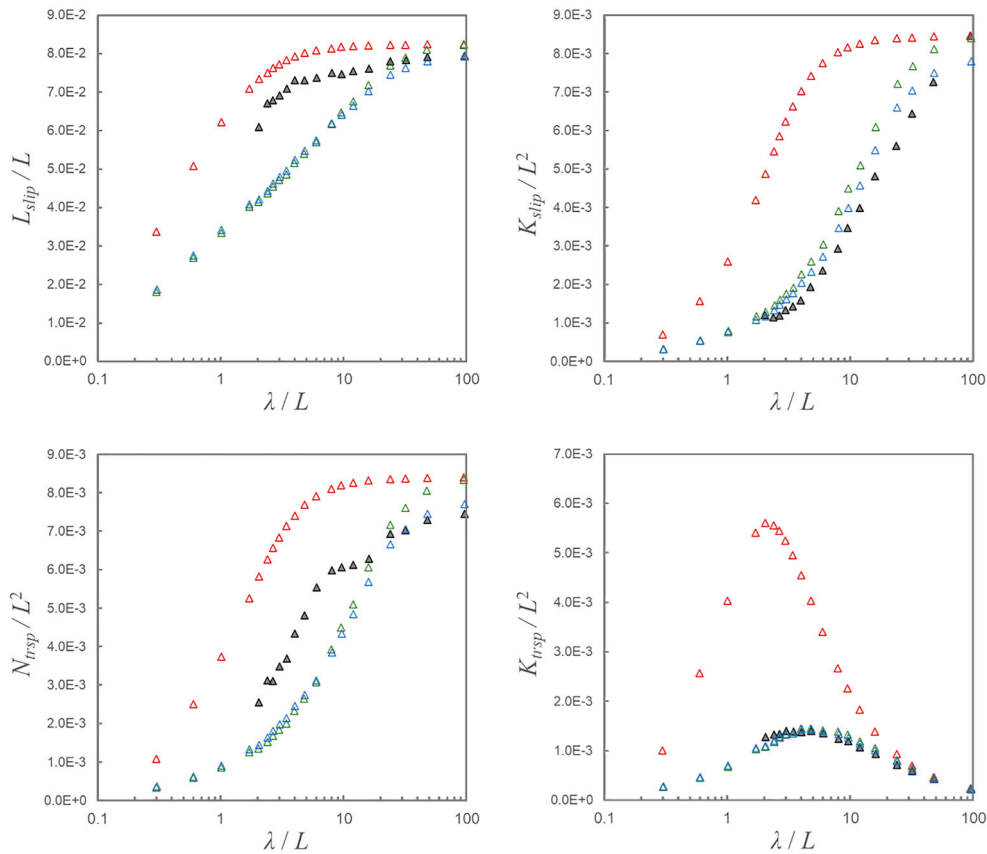 9.0E-2
8.0E-2
7.0E-2
6.0E-2
5.0E-2
4.0E-2
3.0E-2
2.0E-2
1.0E-2
0.0E+0
L_slip / L
0.1 1 10 100
λ / L
9.0E-3
8.0E-3
7.0E-3
6.0E-3
5.0E-3
4.0E-3
3.0E-3
2.0E-3
1.0E-3
0.0E+0
K_slip / L²
0.1 1 10 100
λ / L
9.0E-3
8.0E-3
7.0E-3
6.0E-3
5.0E-3
4.0E-3
3.0E-3
2.0E-3
1.0E-3
0.0E+0
N_trsp / L²
0.1 1 10 100
λ / L
7.0E-3
6.0E-3
5.0E-3
4.0E-3
3.0E-3
2.0E-3
1.0E-3
0.0E+0
K_trsp / L²
0.1 1 10 100
λ / L